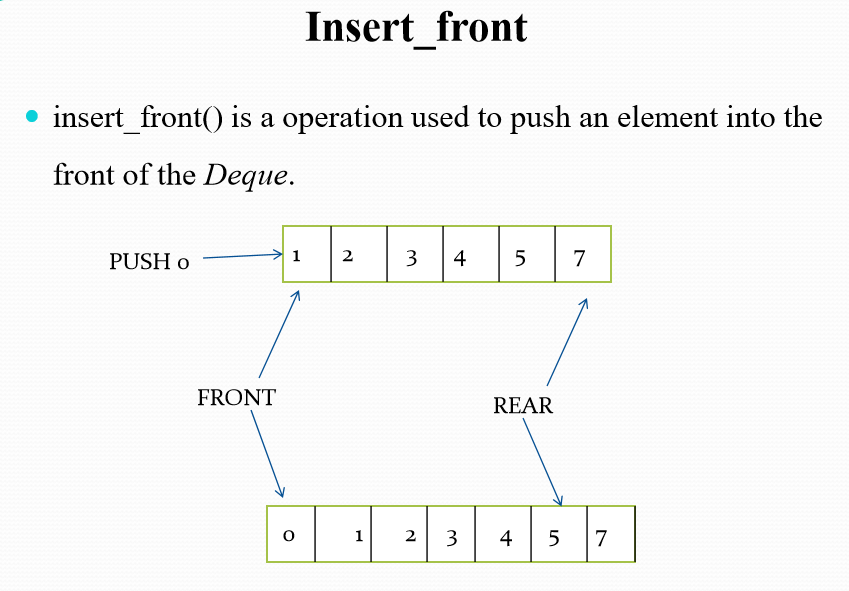 Insert_front
insert_front() is a operation used to push an element into the
front of the Deque.
PUSH 0
1 2 3 4 5 7
FRONT
REAR
0 1 2 3 4 5 7